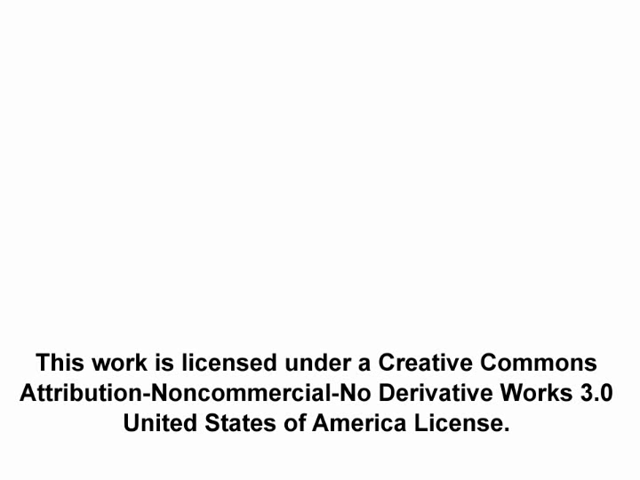 This work is licensed under a Creative Commons
Attribution-Noncommercial-No Derivative Works 3.0
United States of America License.